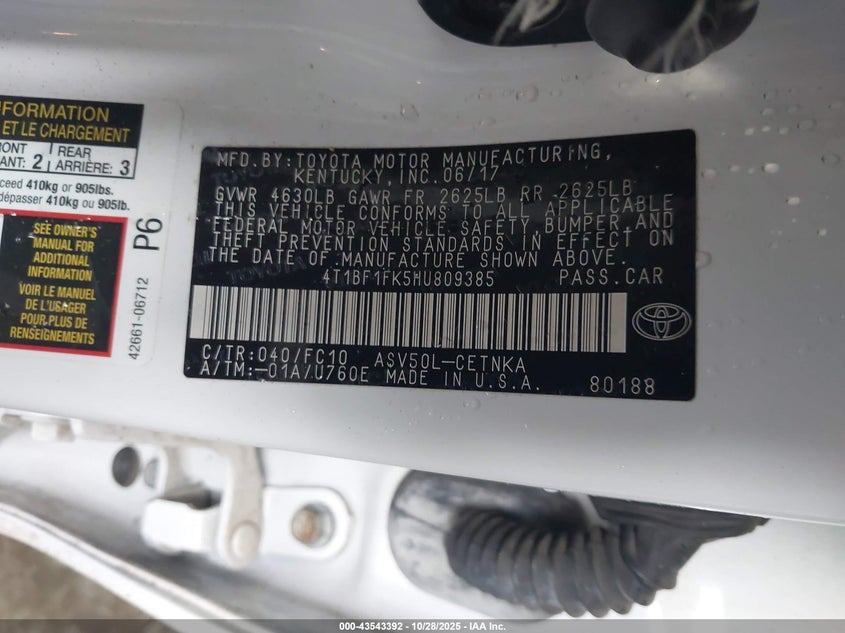 INFORMATION
ET LE CHARGEMENT
2 REAR
ARRIÈRE: 3
410kg or 905lbs.
dépasser 410kg ou 905lbs.
SEE OWNER'S
MANUAL FOR
ADDITIONAL
INFORMATION
VOIR LE MANUEL
DE L'USAGER
POUR PLUS DE
RENSEIGNEMENTS
P6
42661-06712
MFD.BY:TOYOTA MOTOR MANUFACTURING,
KENTUCKY, INC.06/17
GVWR 4630LB GAWR FR 2625LB RR 2625LB
THIS VEHICLE CONFORMS TO ALL APPLICABLE
FEDERAL MOTOR VEHICLE SAFETY,BUMPER,AND
THEFT PREVENTION STANDARDS IN EFFECT ON
THE DATE OF MANUFACTURE SHOWN ABOVE.
4T1BF1FK5HU809385 PASS.CAR
C/TR:040/FC10 ASV50L-CETNKA
A/TM:-01A/U760E MADE IN U.S.A. 80188
000-43543392 - 10/28/2025 - IAA Inc.